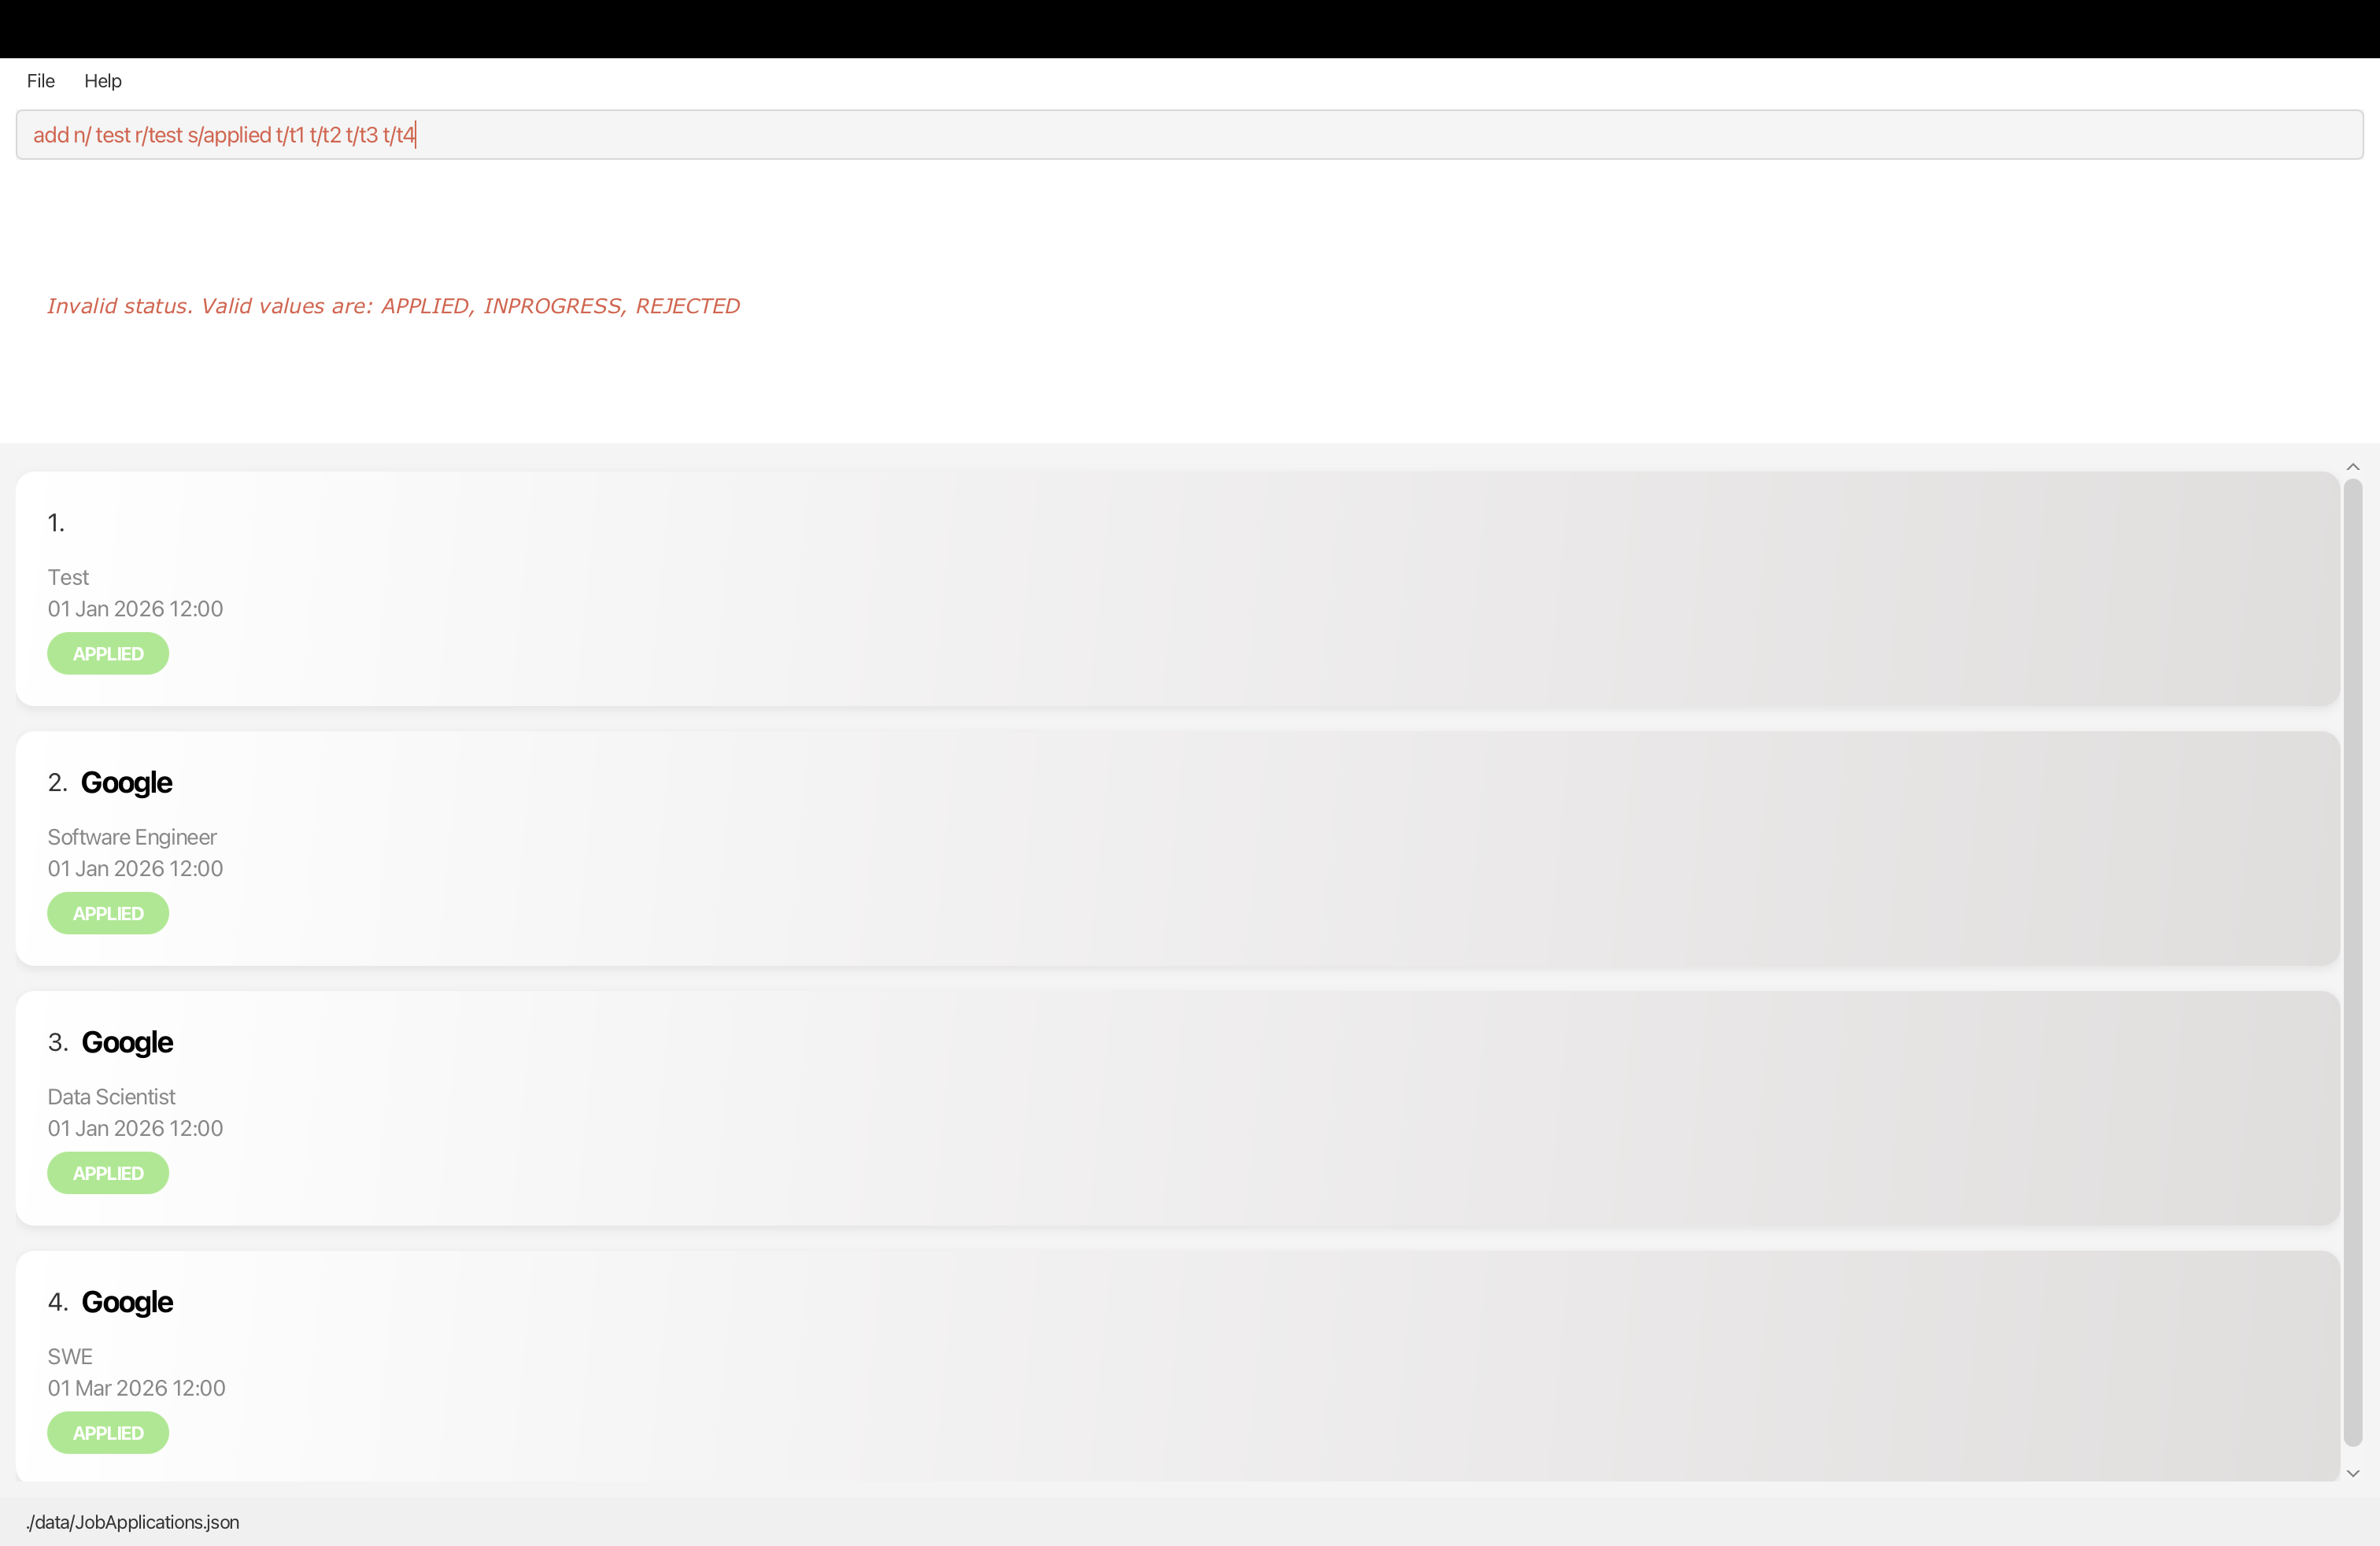 File Help
add n/ test r/test s/applied t/t1 t/t2 t/t3 t/t4
Invalid status. Valid values are: APPLIED, INPROGRESS, REJECTED
1.
Test
01 Jan 2026 12:00
APPLIED
2. Google
Software Engineer
01 Jan 2026 12:00
APPLIED
3. Google
Data Scientist
01 Jan 2026 12:00
APPLIED
4. Google
SWE
01 Mar 2026 12:00
APPLIED
./data/JobApplications.json